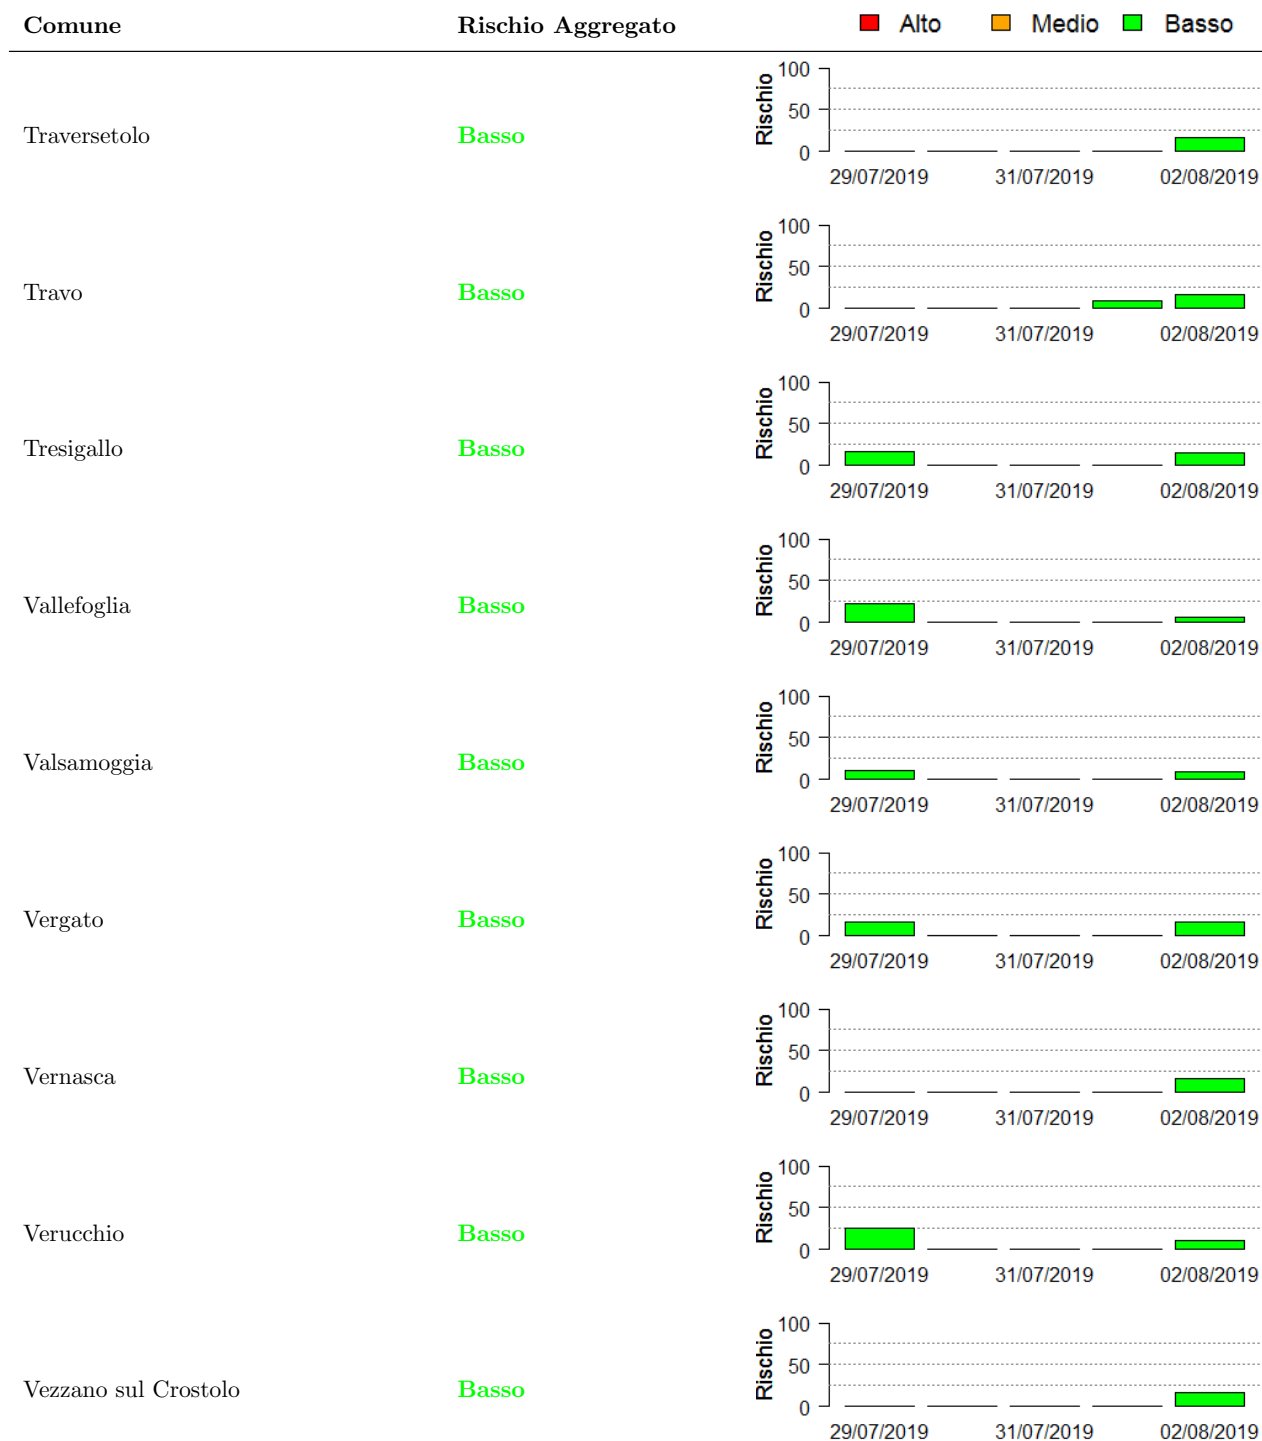 Comune Rischio Aggregato Alto Medio Basso
Traversetolo Basso
Rischio
100
50
0
29/07/2019 31/07/2019 02/08/2019
Travo Basso
Rischio
100
50
0
29/07/2019 31/07/2019 02/08/2019
Tresigallo Basso
Rischio
100
50
0
29/07/2019 31/07/2019 02/08/2019
Vallefoglia Basso
Rischio
100
50
0
29/07/2019 31/07/2019 02/08/2019
Valsamoggia Basso
Rischio
100
50
0
29/07/2019 31/07/2019 02/08/2019
Vergato Basso
Rischio
100
50
0
29/07/2019 31/07/2019 02/08/2019
Vernasca Basso
Rischio
100
50
0
29/07/2019 31/07/2019 02/08/2019
Verucchio Basso
Rischio
100
50
0
29/07/2019 31/07/2019 02/08/2019
Vezzano sul Crostolo Basso
Rischio
100
50
0
29/07/2019 31/07/2019 02/08/2019